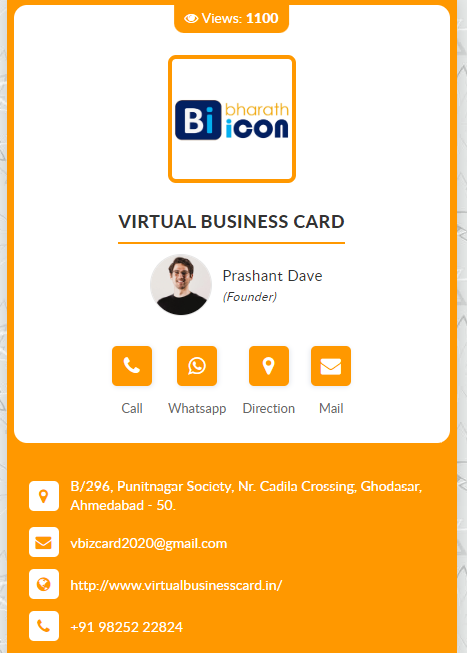 Views: 1100
Bi bharath
icon
VIRTUAL BUSINESS CARD
Prashant Dave
(Founder)
Call Whatsapp Direction Mail
B/296, Punitnagar Society, Nr. Cadila Crossing, Ghodasar,
Ahmedabad - 50.
vbizcard2020@gmail.com
http://www.virtualbusinesscard.in/
+91 98252 22824